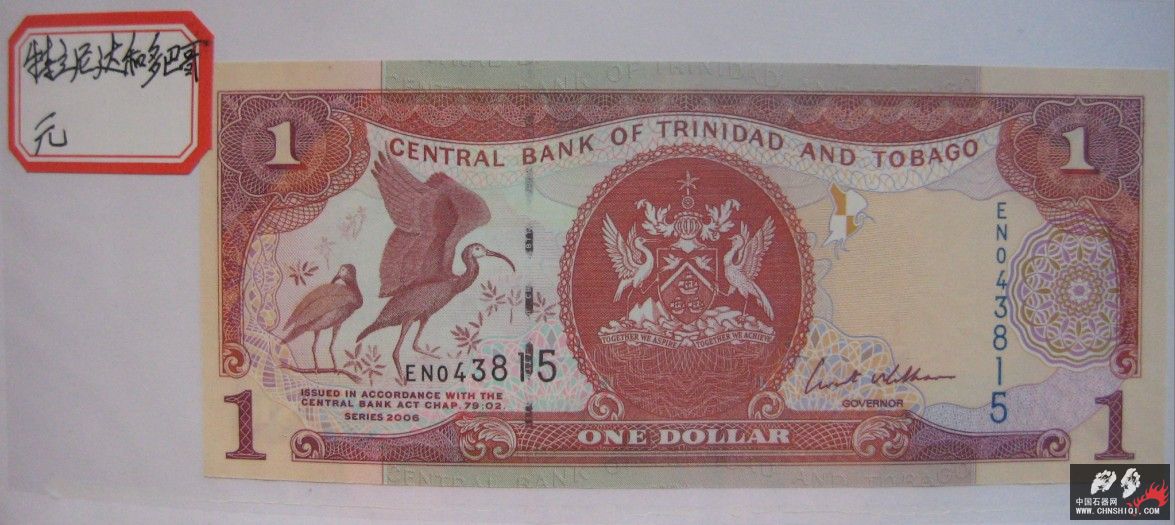 特立尼达和多巴哥
元
CENTRAL BANK OF TRINIDAD AND TOBAGO
1
1
EN043815
EN043815
TOGETHER WE ASPIRE TOGETHER WE ACHIEVE
ISSUED IN ACCORDANCE WITH THE
CENTRAL BANK ACT CHAP. 79:02.
SERIES 2006
GOVERNOR
1
ONE DOLLAR
1
中国石器网
WWW.CHNSHIQI.COM